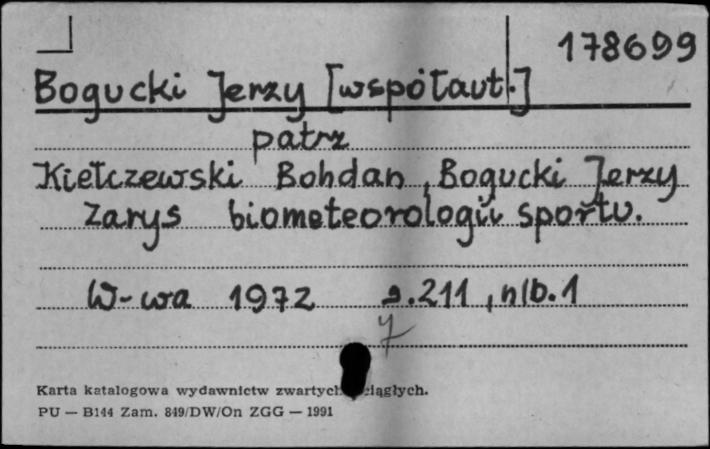 178699
Bogucki Jerzy [współaut.]
patrz
Kiełczewski Bohdan, Bogucki Jerzy
Zarys biometeorologii sportu.
W-wa 1972 s.211, nlb.1
Karta katalogowa wydawnictw zwartych ciągłych.
PU — B144 Zam. 849/DW/On ZGG — 1991